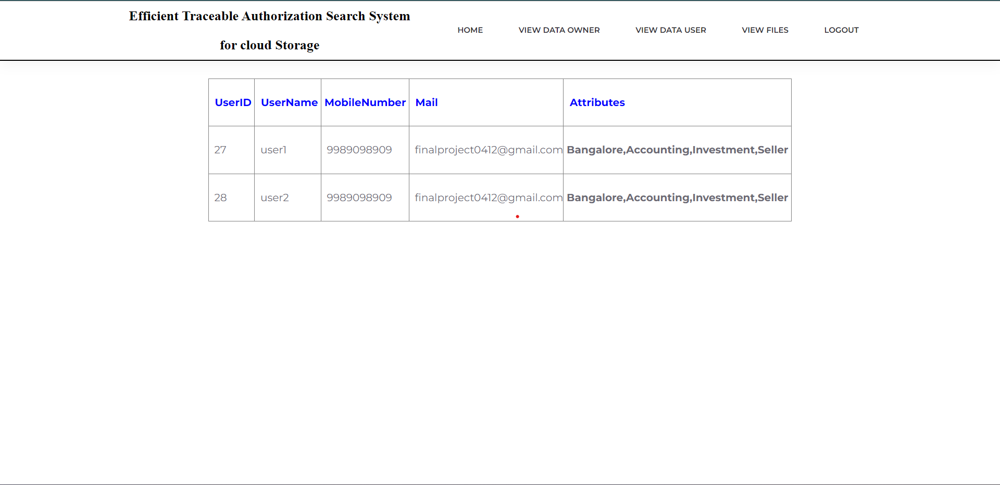 Efficient Traceable Authorization Search System
for cloud Storage
HOME VIEW DATA OWNER VIEW DATA USER VIEW FILES LOGOUT
UserID UserName MobileNumber Mail Attributes
27 user1 9989098909 finalproject0412@gmail.com Bangalore,Accounting,Investment,Seller
28 user2 9989098909 finalproject0412@gmail.com Bangalore,Accounting,Investment,Seller